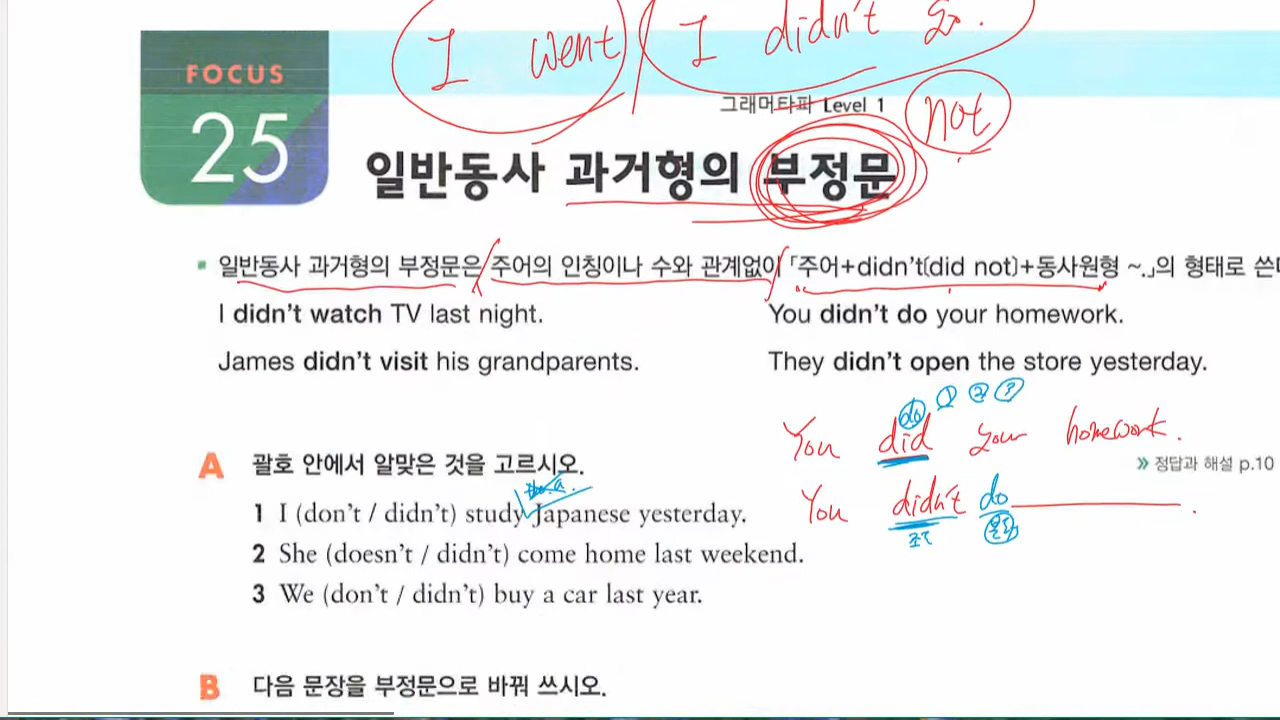 I went / I didn't go.
FOCUS
25
그래머타파 Level 1
not
일반동사 과거형의 부정문
일반동사 과거형의 부정문은 주어의 인칭이나 수와 관계없이 「주어+didn't(did not)+동사원형 ~.」의 형태로 쓴다
I didn't watch TV last night.
You didn't do your homework.
James didn't visit his grandparents.
They didn't open the store yesterday.
do ① ② ③
You did your homework.
A 괄호 안에서 알맞은 것을 고르시오.
정답과 해설 p.10
You didn't do
1 I (don't / didn't) study Japanese yesterday.
2 She (doesn't / didn't) come home last weekend.
3 We (don't / didn't) buy a car last year.
B 다음 문장을 부정문으로 바꿔 쓰시오.